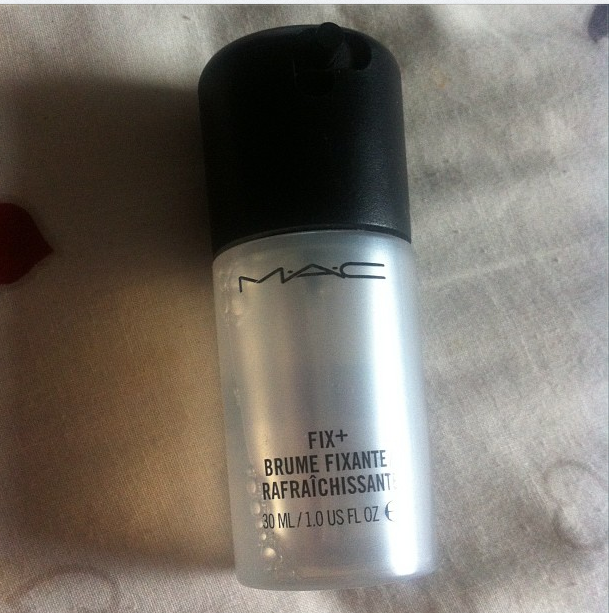 M·A·C
FIX+
BRUME FIXANTE
RAFRAÎCHISSANTE
30 ML / 1.0 US FL OZ ℮